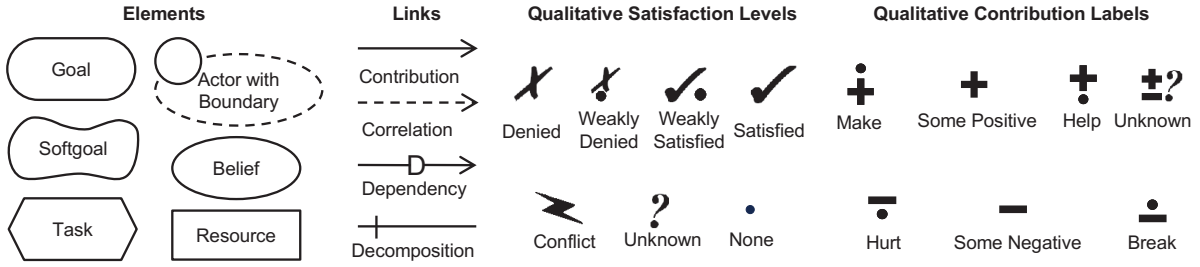 Elements
Links
Qualitative Satisfaction Levels
Qualitative Contribution Labels
Goal
Actor with
Boundary
Softgoal
Belief
Task
Resource
Contribution
Correlation
D
Dependency
Decomposition
Denied
Weakly
Denied
Weakly
Satisfied
Satisfied
?
Conflict
Unknown
None
Make
Some Positive
Help
±?
Unknown
Hurt
Some Negative
Break